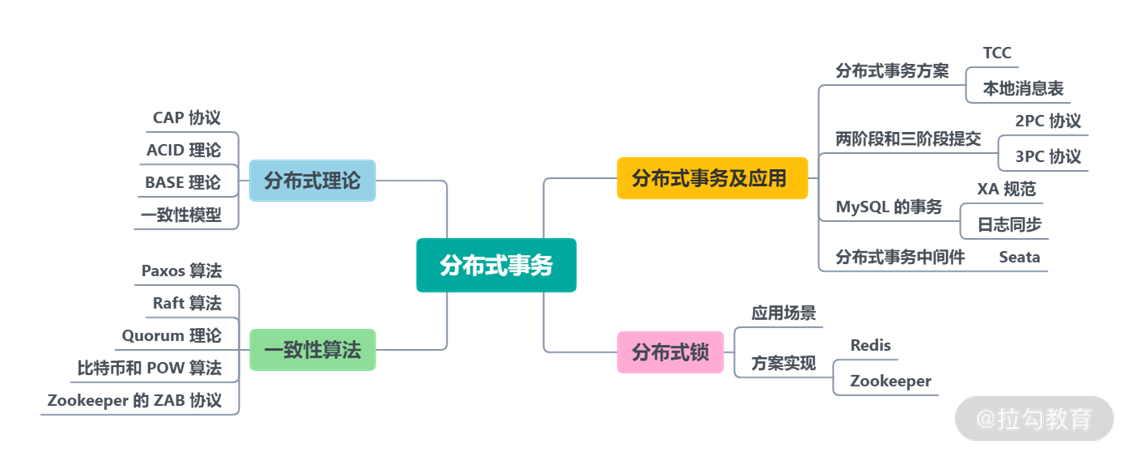 分布式事务
分布式理论
CAP 协议
ACID 理论
BASE 理论
一致性模型
一致性算法
Paxos 算法
Raft 算法
Quorum 理论
比特币和 POW 算法
Zookeeper 的 ZAB 协议
分布式事务及应用
分布式事务方案
TCC
本地消息表
两阶段和三阶段提交
2PC 协议
3PC 协议
MySQL 的事务
XA 规范
日志同步
分布式事务中间件
Seata
分布式锁
应用场景
方案实现
Redis
Zookeeper
@拉勾教育